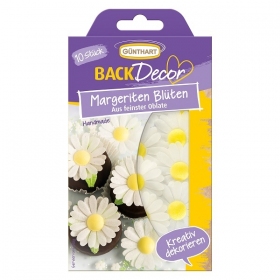 10 Stück
GÜNTHART
BACKDecor
Margeriten Blüten
Aus feinster Oblate
Handmade
Kreativ
dekorieren